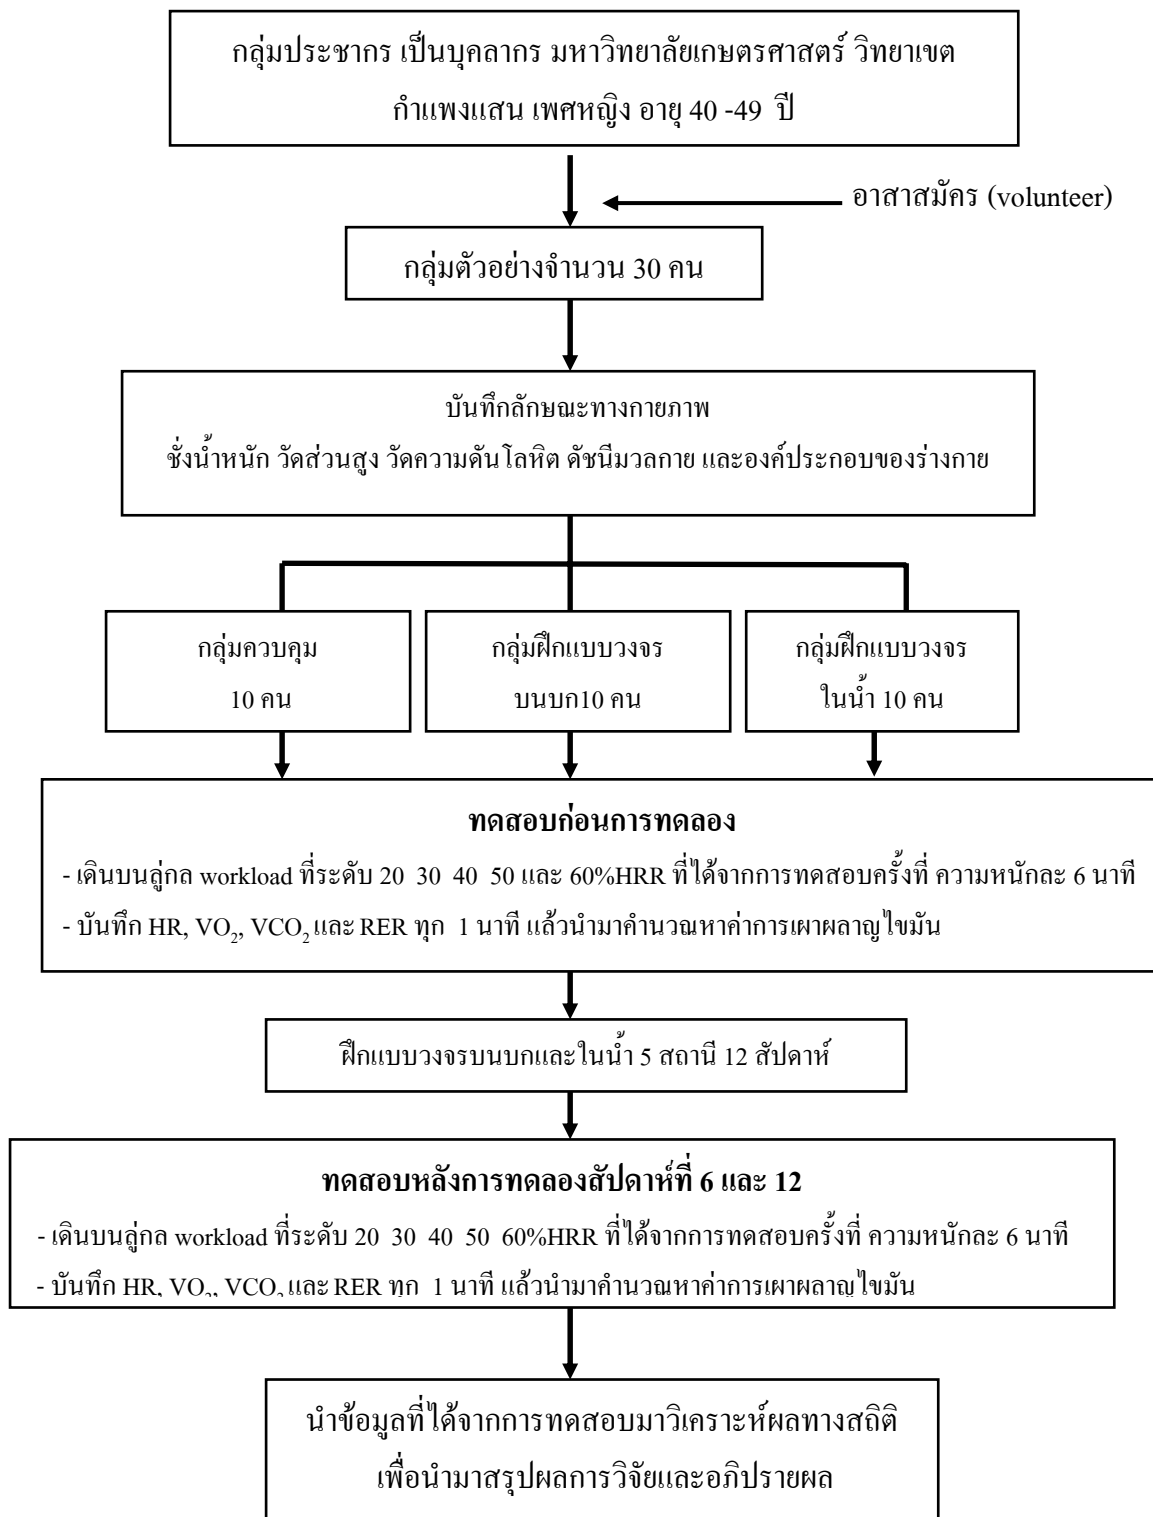 กลุ่มประชากร เป็นบุคลากร มหาวิทยาลัยเกษตรศาสตร์ วิทยาเขต
กำแพงแสน เพศหญิง อายุ 40 -49 ปี
อาสาสมัคร (volunteer)
กลุ่มตัวอย่างจำนวน 30 คน
บันทึกลักษณะทางกายภาพ
ชั่งน้ำหนัก วัดส่วนสูง วัดความดันโลหิต ดัชนีมวลกาย และองค์ประกอบของร่างกาย
กลุ่มควบคุม
10 คน
กลุ่มฝึกแบบวงจร
บนบก10 คน
กลุ่มฝึกแบบวงจร
ในน้ำ 10 คน
ทดสอบก่อนการทดลอง
- เดินบนลู่กล workload ที่ระดับ 20 30 40 50 และ 60%HRR ที่ได้จากการทดสอบครั้งที่ ความหนักละ 6 นาที
- บันทึก HR, VO₂, VCO₂ และ RER ทุก 1 นาที แล้วนำมาคำนวณหาค่าการเผาผลาญไขมัน
ฝึกแบบวงจรบนบกและในน้ำ 5 สถานี 12 สัปดาห์
ทดสอบหลังการทดลองสัปดาห์ที่ 6 และ 12
- เดินบนลู่กล workload ที่ระดับ 20 30 40 50 60%HRR ที่ได้จากการทดสอบครั้งที่ ความหนักละ 6 นาที
- บันทึก HR, VO₂, VCO₂ และ RER ทุก 1 นาที แล้วนำมาคำนวณหาค่าการเผาผลาญไขมัน
นำข้อมูลที่ได้จากการทดสอบมาวิเคราะห์ผลทางสถิติ
เพื่อนำมาสรุปผลการวิจัยและอภิปรายผล